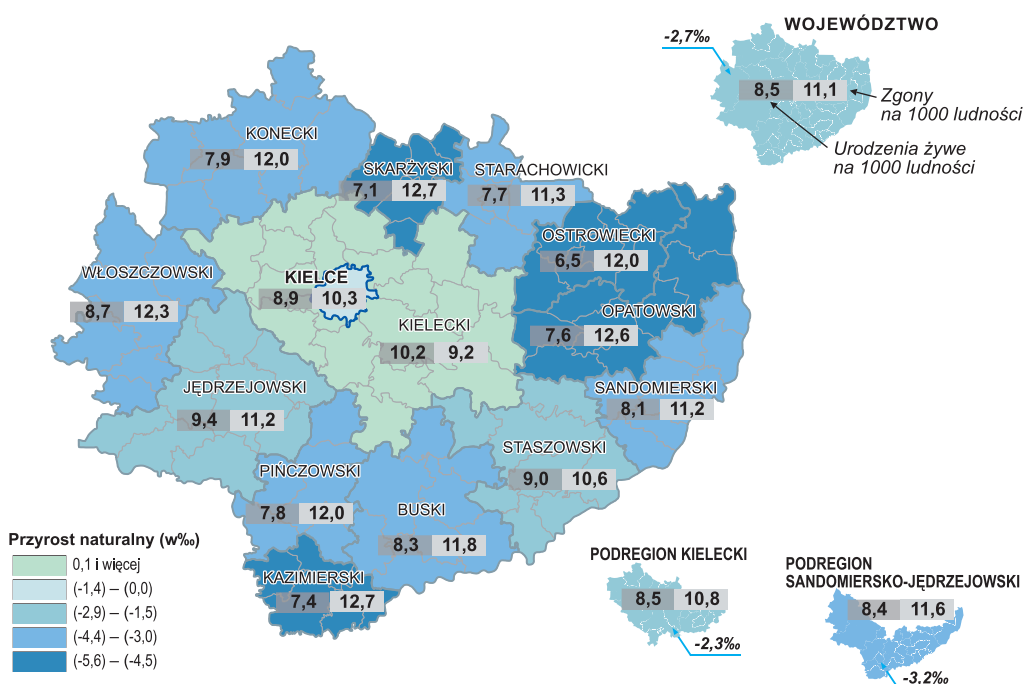 WOJEWÓDZTWO
-2,7‰
8,5 11,1
Zgony
na 1000 ludności
Urodzenia żywe
na 1000 ludności
KONECKI
7,9 12,0
SKARŻYSKI
7,1 12,7
STARACHOWICKI
7,7 11,3
OSTROWIECKI
6,5 12,0
WŁOSZCZOWSKI
8,7 12,3
KIELCE
8,9 10,3
KIELECKI
10,2 9,2
OPATOWSKI
7,6 12,6
JĘDRZEJOWSKI
9,4 11,2
SANDOMIERSKI
8,1 11,2
STASZOWSKI
9,0 10,6
PIŃCZOWSKI
7,8 12,0
BUSKI
8,3 11,8
KAZIMIERSKI
7,4 12,7
Przyrost naturalny (w‰)
0,1 i więcej
(-1,4) – (0,0)
(-2,9) – (-1,5)
(-4,4) – (-3,0)
(-5,6) – (-4,5)
PODREGION KIELECKI
8,5 10,8
-2,3‰
PODREGION
SANDOMIERSKO-JĘDRZEJOWSKI
8,4 11,6
-3.2‰